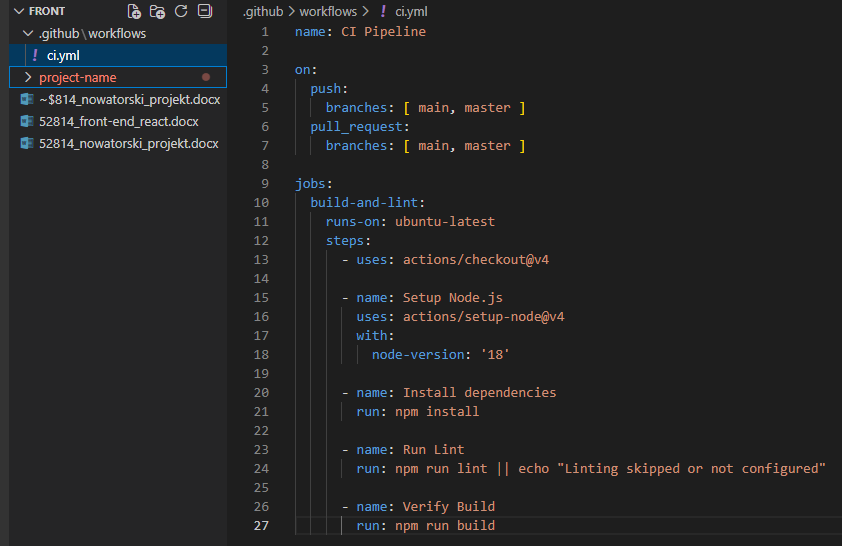 FRONT
.github\workflows
! ci.yml
project-name
~$814_nowatorski_projekt.docx
52814_front-end_react.docx
52814_nowatorski_projekt.docx
.github > workflows > ! ci.yml
1 name: CI Pipeline
2
3 on:
4 push:
5 branches: [ main, master ]
6 pull_request:
7 branches: [ main, master ]
8
9 jobs:
10 build-and-lint:
11 runs-on: ubuntu-latest
12 steps:
13 - uses: actions/checkout@v4
14
15 - name: Setup Node.js
16 uses: actions/setup-node@v4
17 with:
18 node-version: '18'
19
20 - name: Install dependencies
21 run: npm install
22
23 - name: Run Lint
24 run: npm run lint || echo "Linting skipped or not configured"
25
26 - name: Verify Build
27 run: npm run build